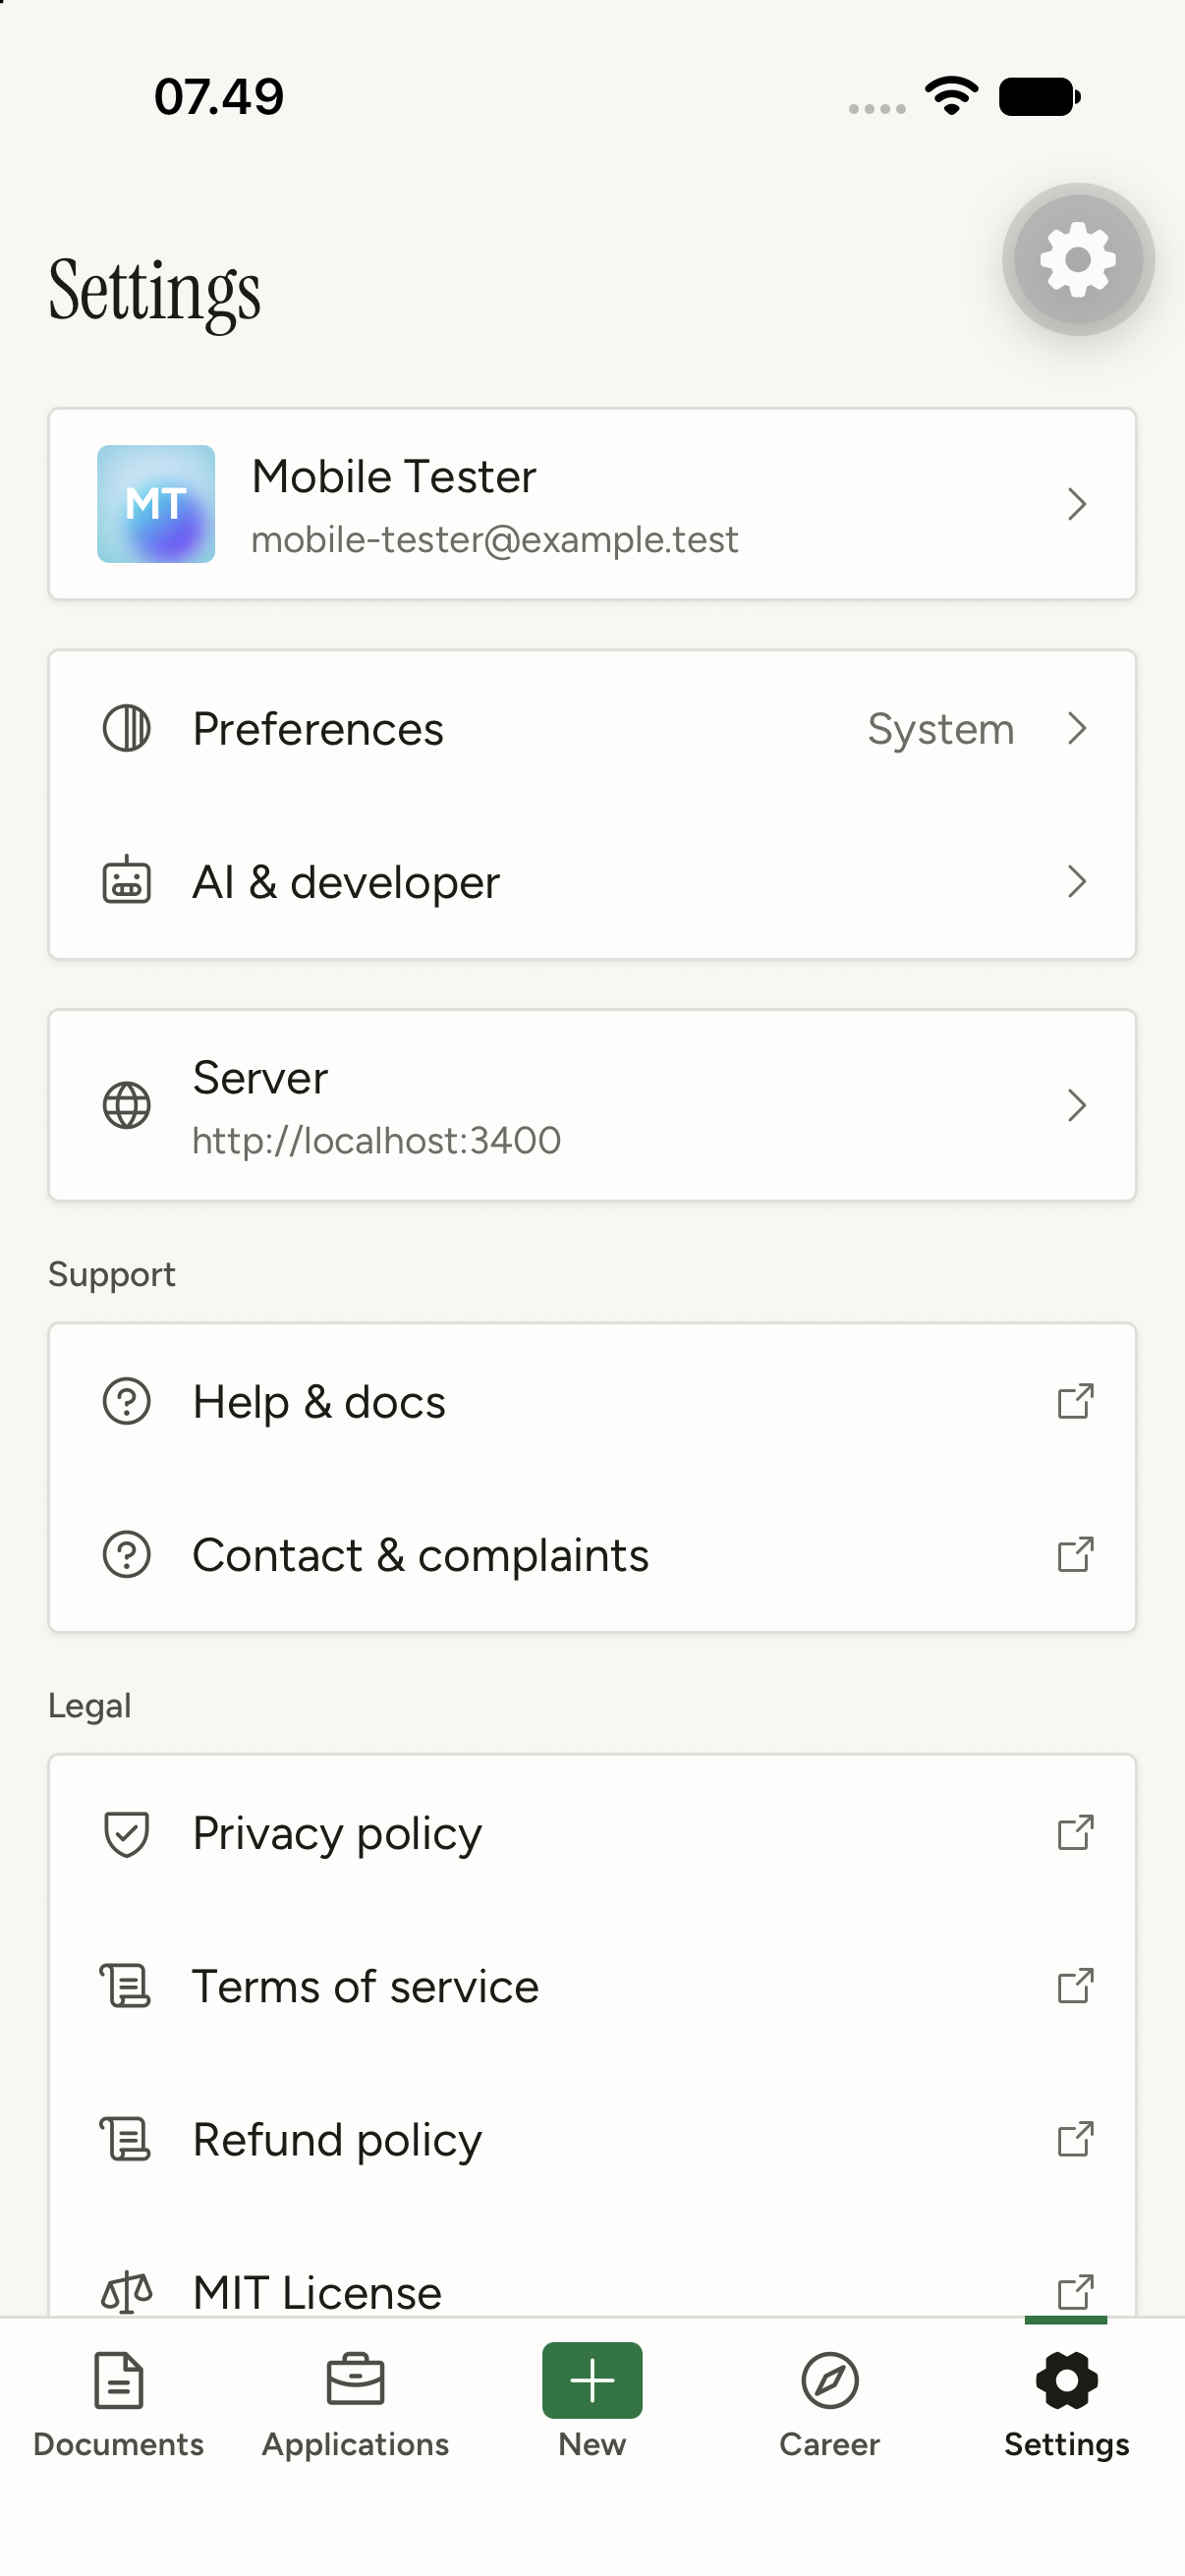 07.49
Settings
MT
Mobile Tester
mobile-tester@example.test
Preferences
System
AI & developer
Server
http://localhost:3400
Support
Help & docs
Contact & complaints
Legal
Privacy policy
Terms of service
Refund policy
MIT License
Documents
Applications
New
Career
Settings